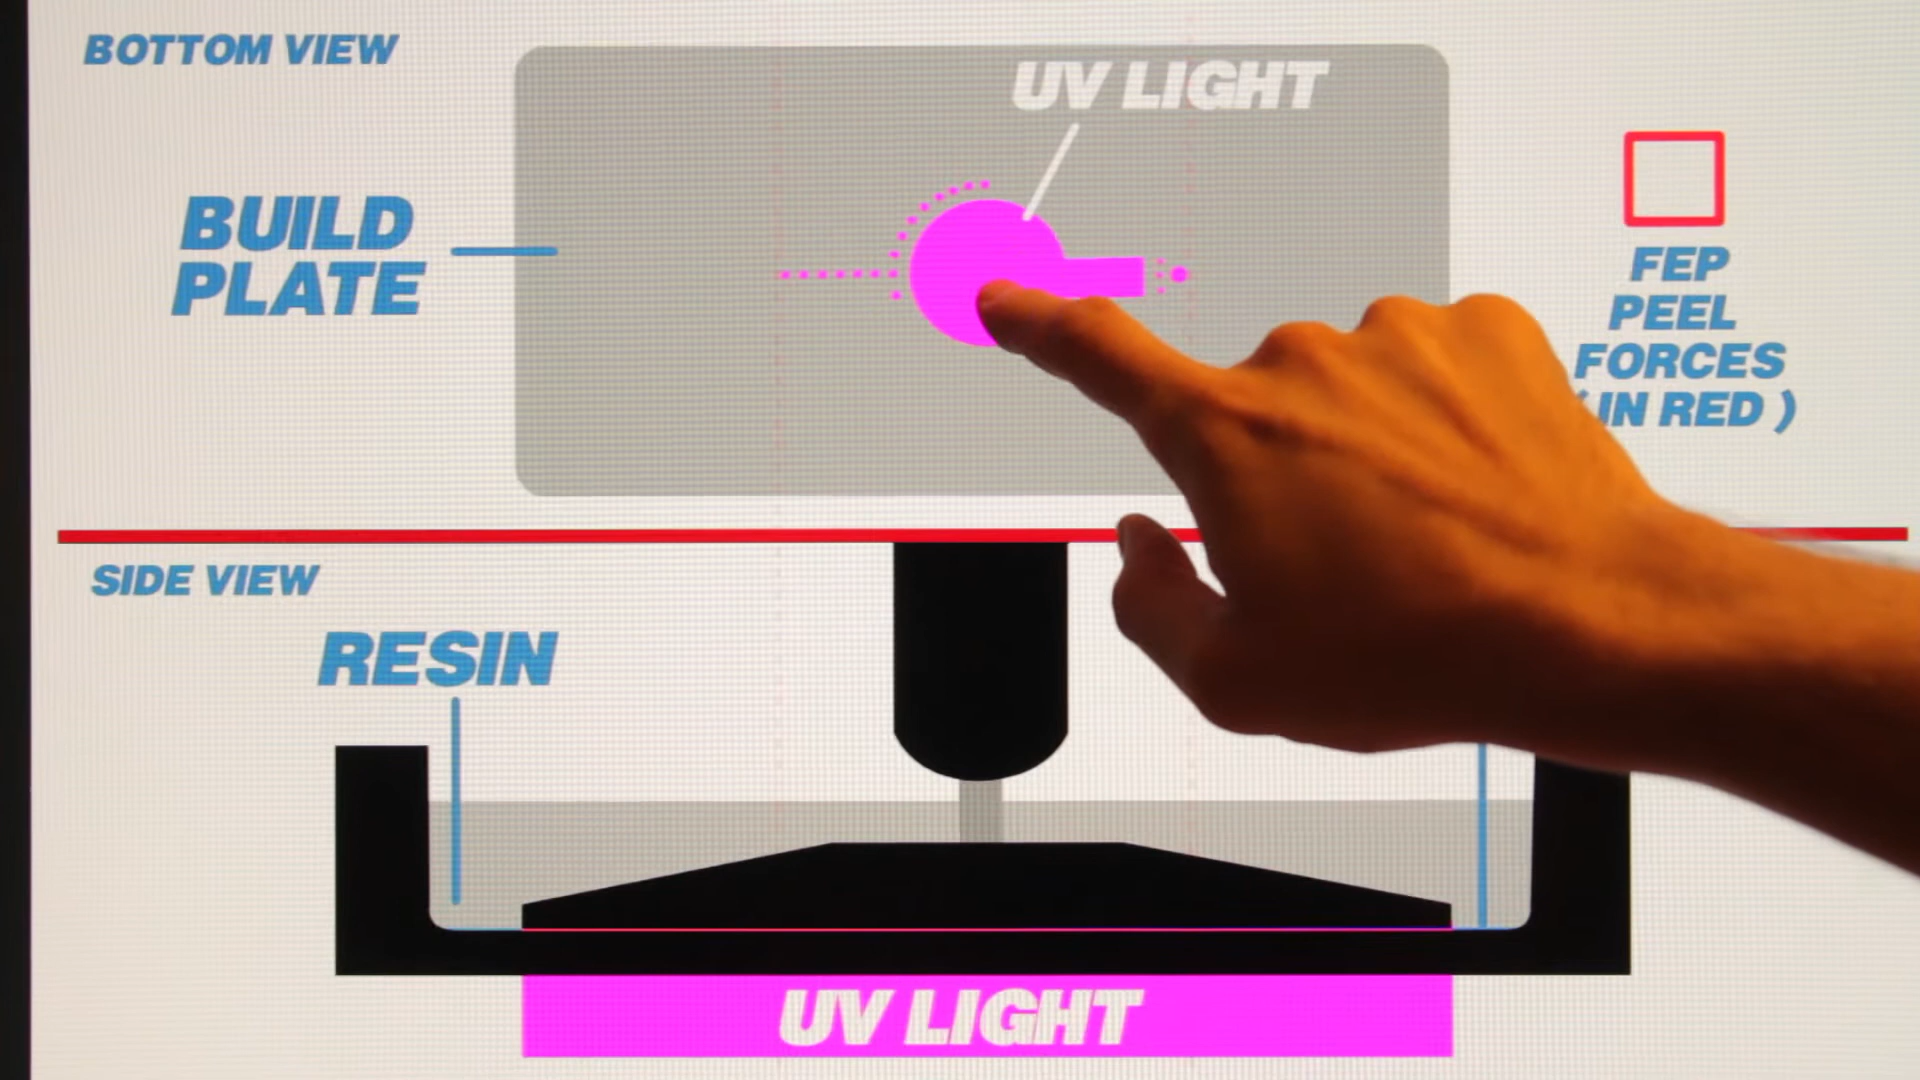 BOTTOM VIEW
UV LIGHT
BUILD
PLATE
FEP
PEEL
FORCES
( IN RED )
SIDE VIEW
RESIN
UV LIGHT